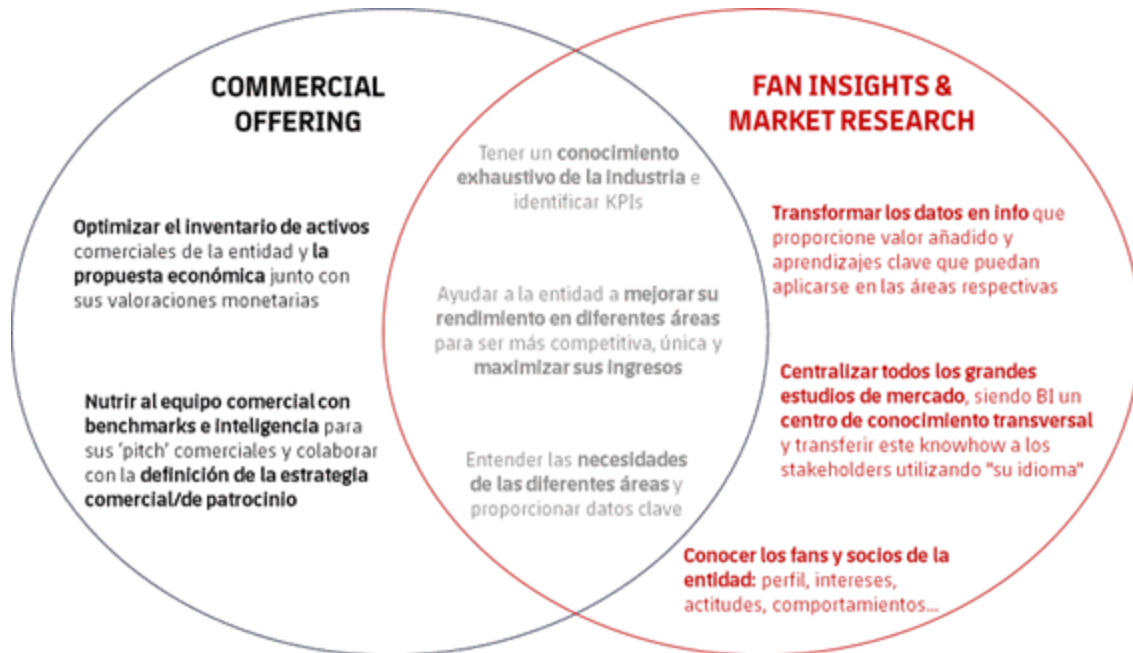 COMMERCIAL
OFFERING
Optimizar el inventario de activos
comerciales de la entidad y la
propuesta económica junto con
sus valoraciones monetarias
Nutrir al equipo comercial con
benchmarks e inteligencia para
sus 'pitch' comerciales y colaborar
con la definición de la estrategia
comercial/de patrocinio
Tener un conocimiento
exhaustivo de la industria e
identificar KPIs
Ayudar a la entidad a mejorar su
rendimiento en diferentes áreas
para ser más competitiva, única y
maximizar sus ingresos
Entender las necesidades
de las diferentes áreas y
proporcionar datos clave
FAN INSIGHTS &
MARKET RESEARCH
Transformar los datos en info que
proporcione valor añadido y
aprendizajes clave que puedan
aplicarse en las áreas respectivas
Centralizar todos los grandes
estudios de mercado, siendo BI un
centro de conocimiento transversal
y transferir este knowhow a los
stakeholders utilizando "su idioma"
Conocer los fans y socios de la
entidad: perfil, intereses,
actitudes, comportamientos...